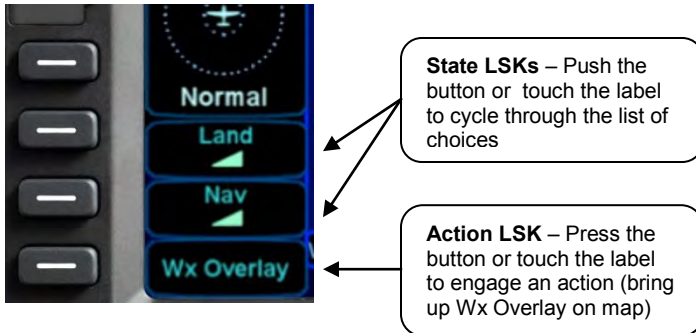 Normal
Land
Nav
Wx Overlay
State LSKs – Push the
button or  touch the label
to cycle through the list of
choices
Action LSK – Press the
button or touch the label
to engage an action (bring
up Wx Overlay on map)